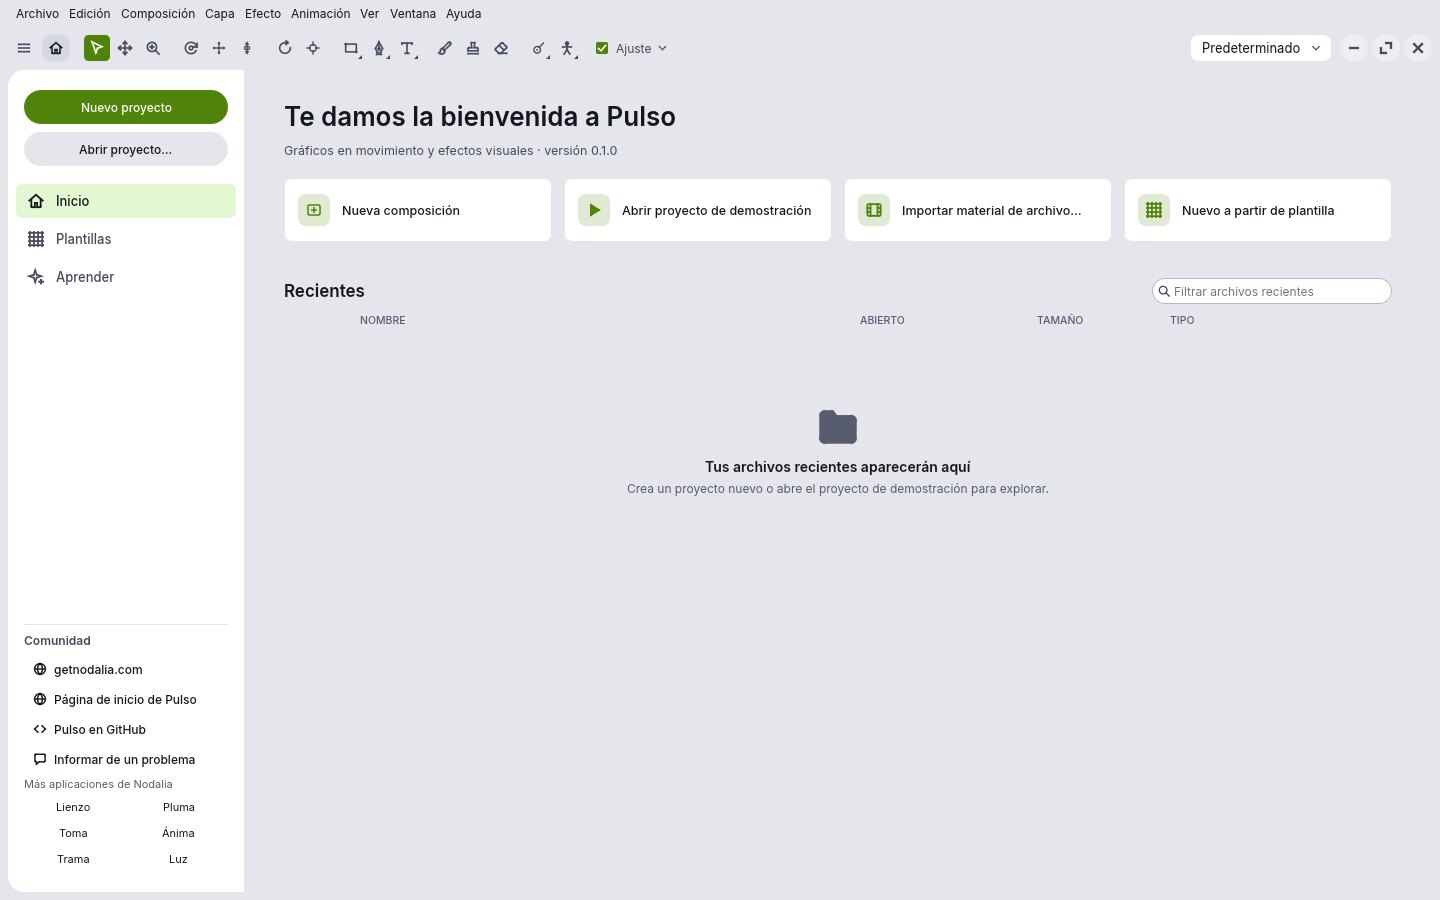 Archivo Edición Composición Capa Efecto Animación Ver Ventana Ayuda
Ajuste
Predeterminado
Nuevo proyecto
Abrir proyecto...
Inicio
Plantillas
Aprender
Comunidad
getnodalia.com
Página de inicio de Pulso
Pulso en GitHub
Informar de un problema
Más aplicaciones de Nodalia
Lienzo Pluma
Toma Ánima
Trama Luz
Te damos la bienvenida a Pulso
Gráficos en movimiento y efectos visuales · versión 0.1.0
Nueva composición
Abrir proyecto de demostración
Importar material de archivo...
Nuevo a partir de plantilla
Recientes
Filtrar archivos recientes
NOMBRE ABIERTO TAMAÑO TIPO
Tus archivos recientes aparecerán aquí
Crea un proyecto nuevo o abre el proyecto de demostración para explorar.